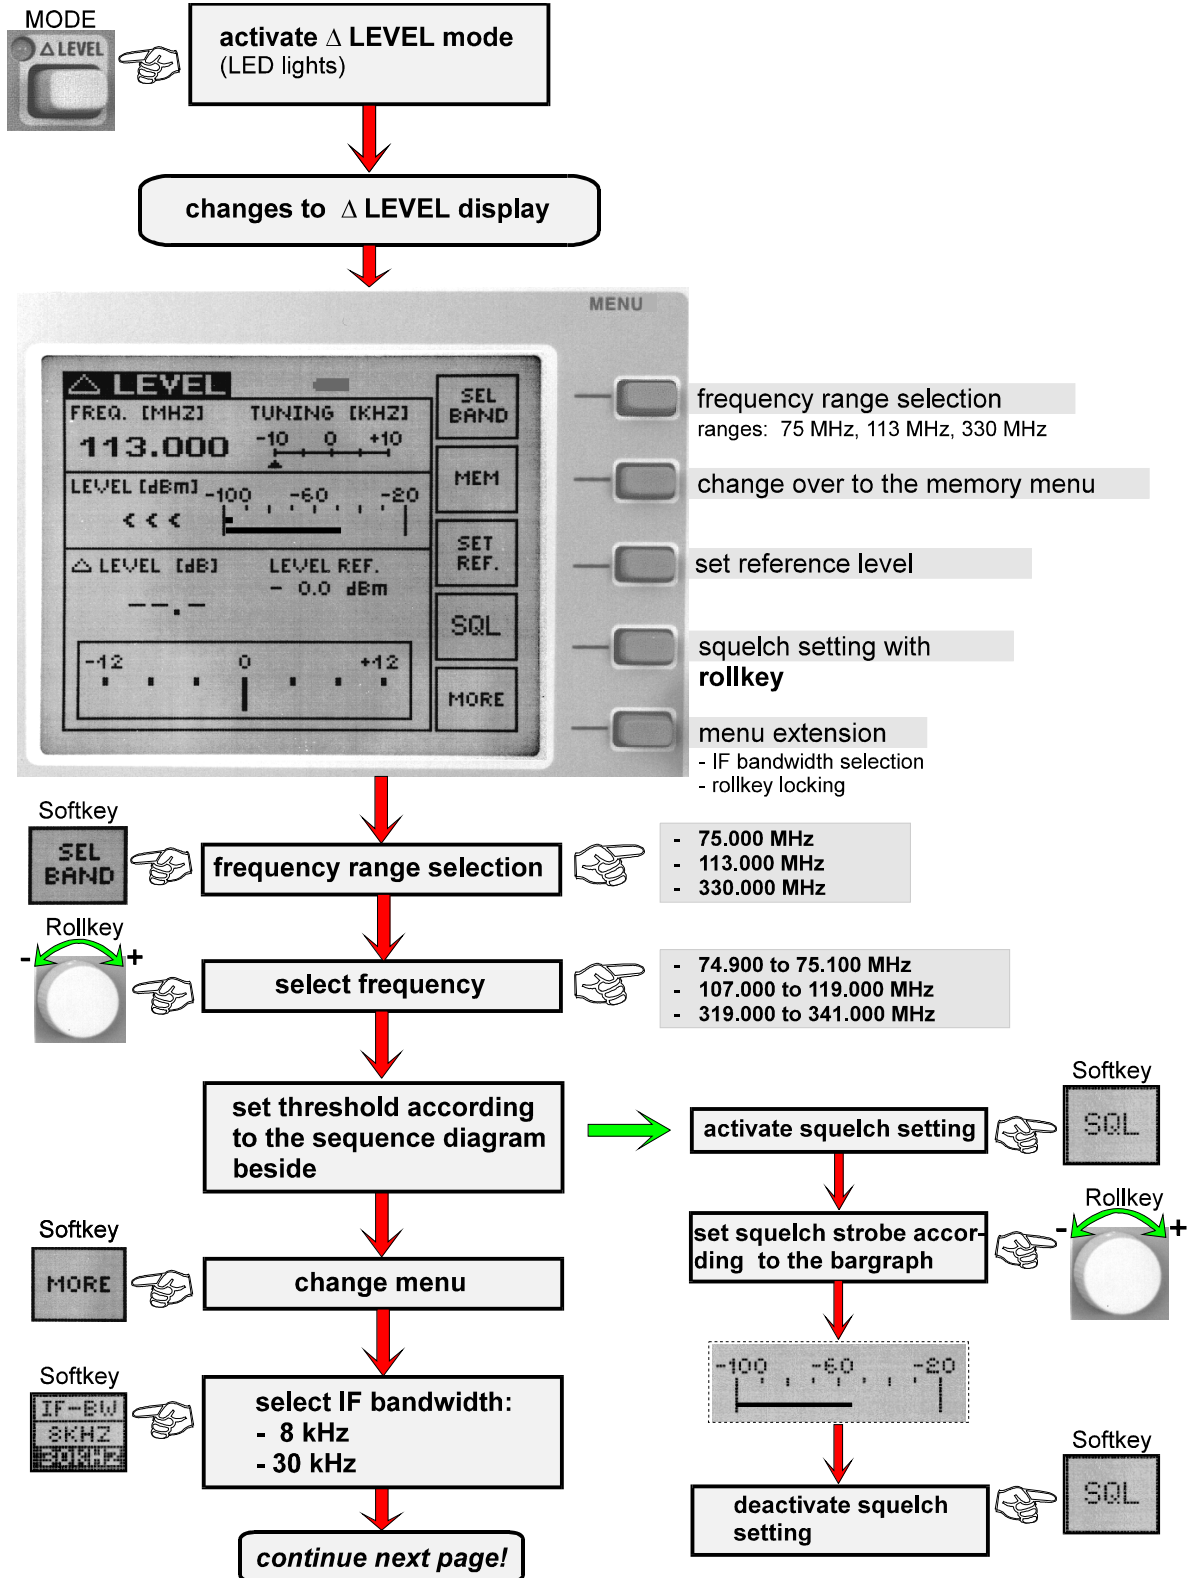 MODE
△ LEVEL
activate Δ LEVEL mode
(LED lights)
changes to Δ LEVEL display
MENU
△ LEVEL
FREQ. [MHZ]
TUNING [KHZ]
113.000
-10 0 +10
LEVEL [dBm]
-100 -60 -20
< < <
△ LEVEL [dB]
LEVEL REF.
- 0.0 dBm
--.-
-12 0 +12
SEL
BAND
MEM
SET
REF.
SQL
MORE
frequency range selection
ranges: 75 MHz, 113 MHz, 330 MHz
change over to the memory menu
set reference level
squelch setting with
rollkey
menu extension
- IF bandwidth selection
- rollkey locking
Softkey
SEL
BAND
frequency range selection
- 75.000 MHz
- 113.000 MHz
- 330.000 MHz
Rollkey
- +
select frequency
- 74.900 to 75.100 MHz
- 107.000 to 119.000 MHz
- 319.000 to 341.000 MHz
set threshold according
to the sequence diagram
beside
activate squelch setting
Softkey
SQL
set squelch strobe accor-
ding to the bargraph
Rollkey
- +
Softkey
MORE
change menu
-100 -60 -20
Softkey
IF-BW
8KHZ
30KHZ
select IF bandwidth:
- 8 kHz
- 30 kHz
deactivate squelch
setting
Softkey
SQL
continue next page!